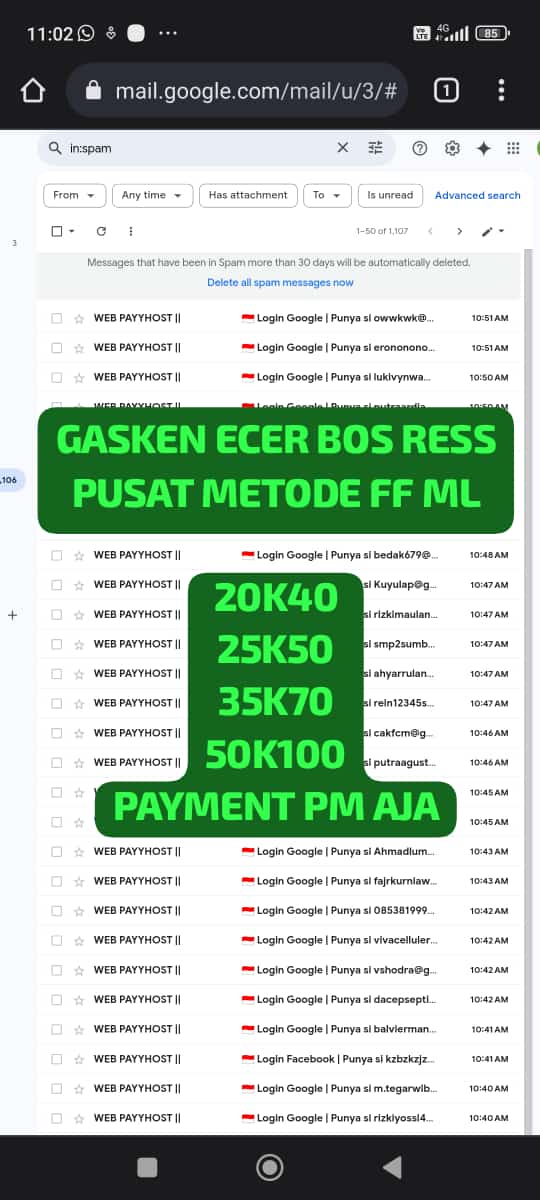 11:02
Vo LTE 4G 85
mail.google.com/mail/u/3/#
1
in:spam
From Any time Has attachment To Is unread Advanced search
1–50 of 1,107
3
Messages that have been in Spam more than 30 days will be automatically deleted.
Delete all spam messages now
WEB PAYYHOST || Login Google | Punya si owwkwk@... 10:51 AM
WEB PAYYHOST || Login Google | Punya si eronono​no... 10:51 AM
WEB PAYYHOST || Login Google | Punya si lukivynwa... 10:50 AM
WEB PAYYHOST || Login Google | Punya si putraardia 10:50 AM
GASKEN ECER BOS RESS
PUSAT METODE FF ML
,106
WEB PAYYHOST || Login Google | Punya si bedak679@... 10:48 AM
WEB PAYYHOST || si Kuyulap@g... 10:47 AM
20K40
WEB PAYYHOST || si rizkimaulan... 10:47 AM
WEB PAYYHOST || si smp2sumb... 10:47 AM
25K50
WEB PAYYHOST || si ahyarrulan... 10:47 AM
WEB PAYYHOST || si rein12345s... 10:47 AM
35K70
WEB PAYYHOST || si cakfcm@g... 10:46 AM
WEB PAYYHOST || si putraagust... 10:46 AM
50K100
10:45 AM
PAYMENT PM AJA
10:45 AM
WEB PAYYHOST || Login Google | Punya si Ahmadlum... 10:43 AM
WEB PAYYHOST || Login Google | Punya si fajrkurniaw... 10:43 AM
WEB PAYYHOST || Login Google | Punya si 085381999... 10:42 AM
WEB PAYYHOST || Login Google | Punya si vivacelluler... 10:42 AM
WEB PAYYHOST || Login Google | Punya si vshodra@g... 10:42 AM
WEB PAYYHOST || Login Google | Punya si dacepsepti... 10:42 AM
WEB PAYYHOST || Login Google | Punya si balvierman... 10:41 AM
WEB PAYYHOST || Login Facebook | Punya si kzbzkzjz... 10:41 AM
WEB PAYYHOST || Login Google | Punya si m.tegarwib... 10:40 AM
WEB PAYYHOST || Login Google | Punya si rizkiyossi4... 10:40 AM